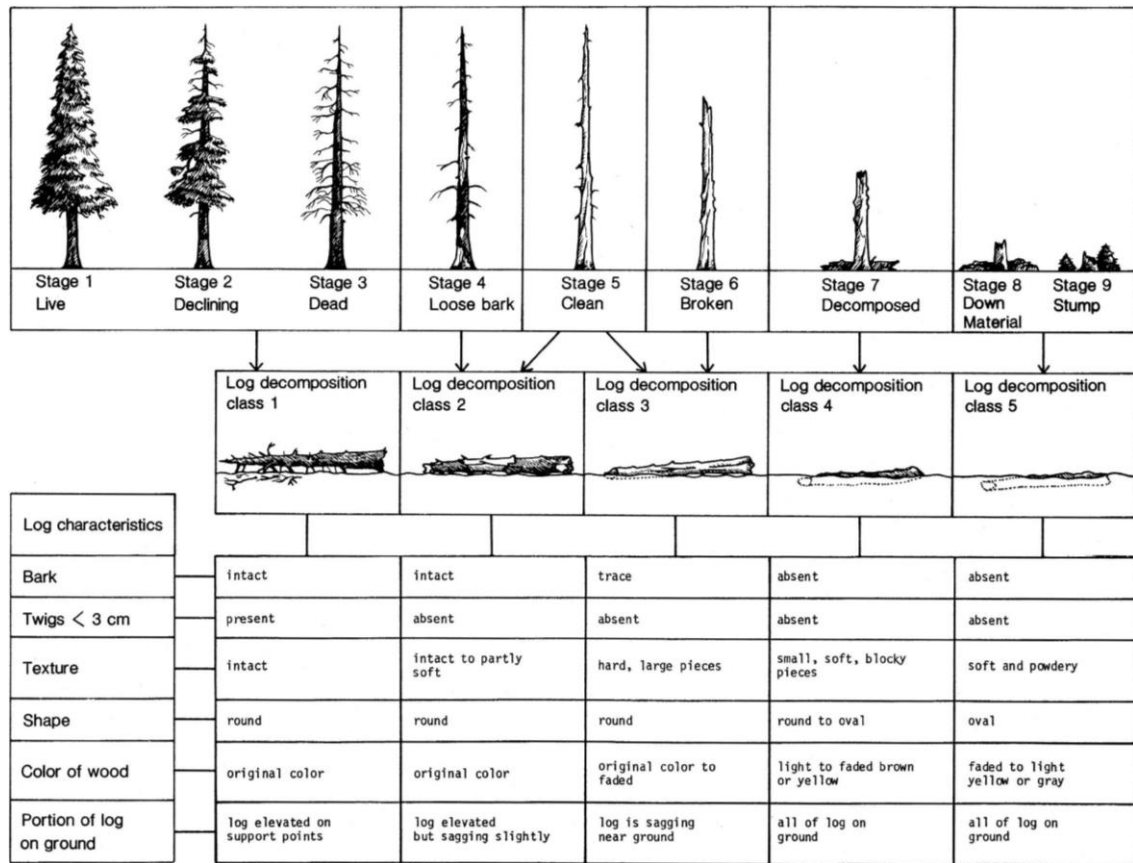 Stage 1
Live
Stage 2
Declining
Stage 3
Dead
Stage 4
Loose bark
Stage 5
Clean
Stage 6
Broken
Stage 7
Decomposed
Stage 8
Down
Material
Stage 9
Stump
Log decomposition
class 1
Log decomposition
class 2
Log decomposition
class 3
Log decomposition
class 4
Log decomposition
class 5
Log characteristics
Bark
intact
intact
trace
absent
absent
Twigs < 3 cm
present
absent
absent
absent
absent
Texture
intact
intact to partly
soft
hard, large pieces
small, soft, blocky
pieces
soft and powdery
Shape
round
round
round
round to oval
oval
Color of wood
original color
original color
original color to
faded
light to faded brown
or yellow
faded to light
yellow or gray
Portion of log
on ground
log elevated on
support points
log elevated
but sagging slightly
log is sagging
near ground
all of log on
ground
all of log on
ground